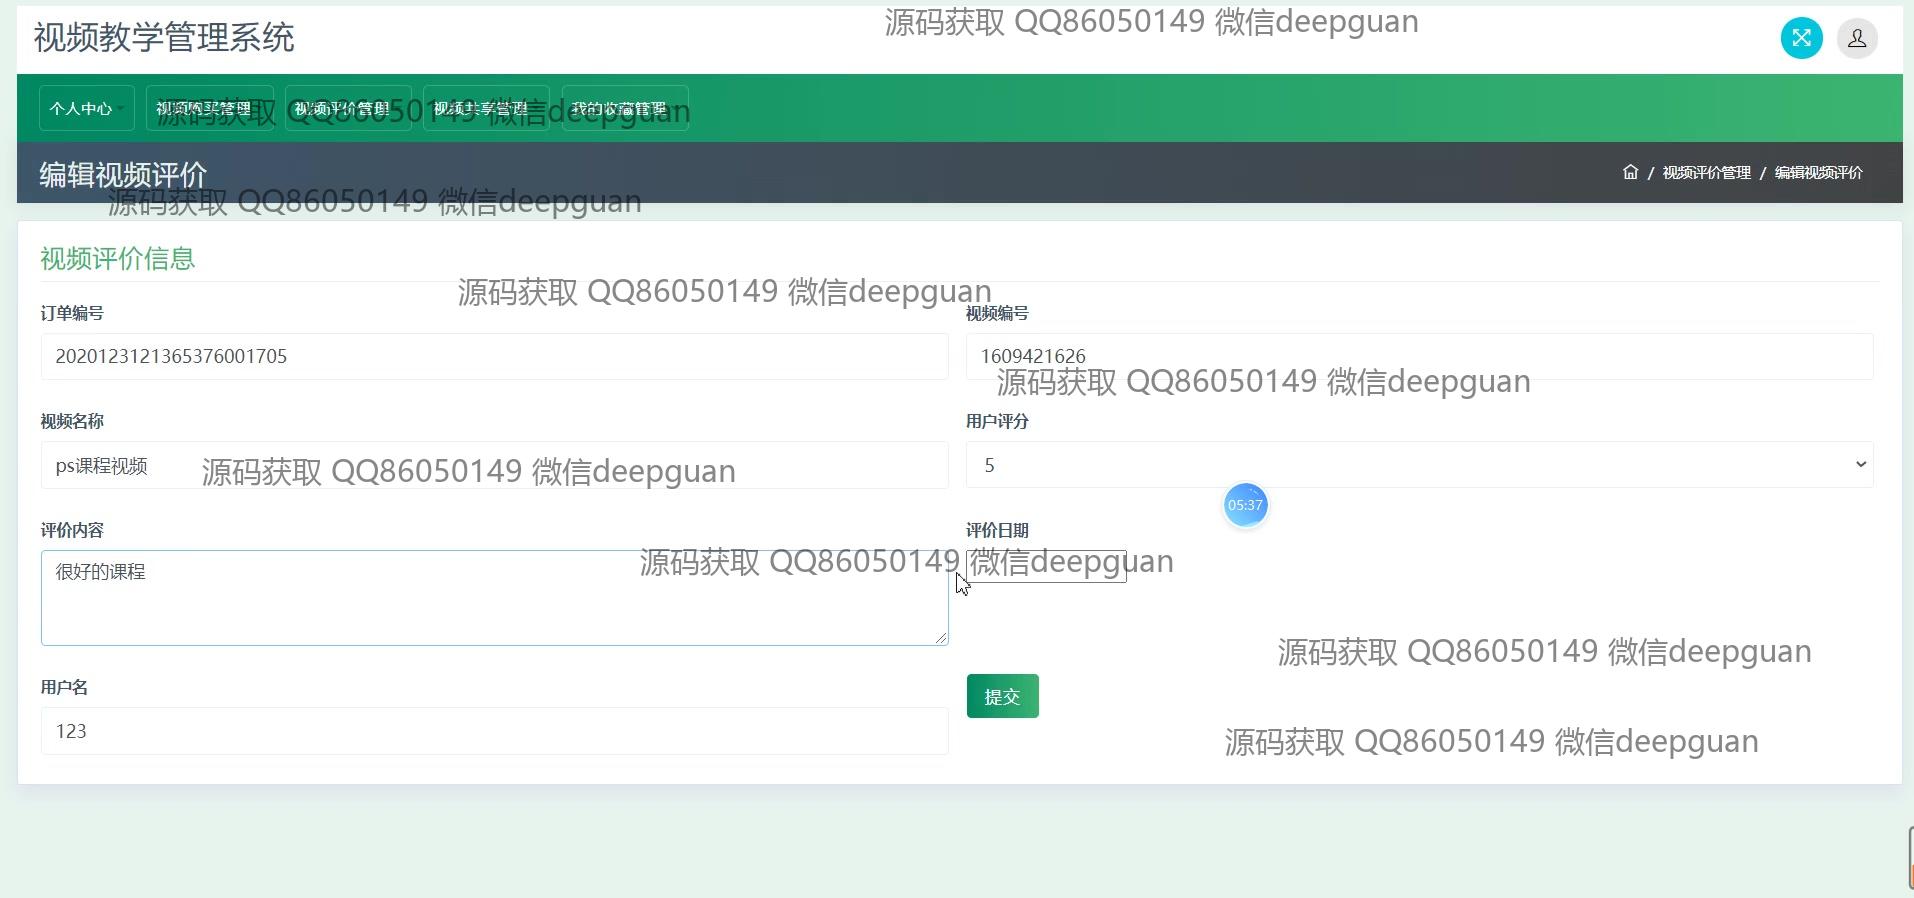 源码获取 QQ86050149 微信deepguan
视频教学管理系统
个人中心 视频购买管理 视频评价管理 视频共享管理 我的收藏管理
源码获取 QQ86050149 微信deepguan
编辑视频评价
/ 视频评价管理 / 编辑视频评价
源码获取 QQ86050149 微信deepguan
视频评价信息
源码获取 QQ86050149 微信deepguan
订单编号 视频编号
2020123121365376001705 1609421626
源码获取 QQ86050149 微信deepguan
视频名称 用户评分
ps课程视频 5
源码获取 QQ86050149 微信deepguan
05:37
评价内容 评价日期
源码获取 QQ86050149 微信deepguan
很好的课程
源码获取 QQ86050149 微信deepguan
用户名
提交
123
源码获取 QQ86050149 微信deepguan